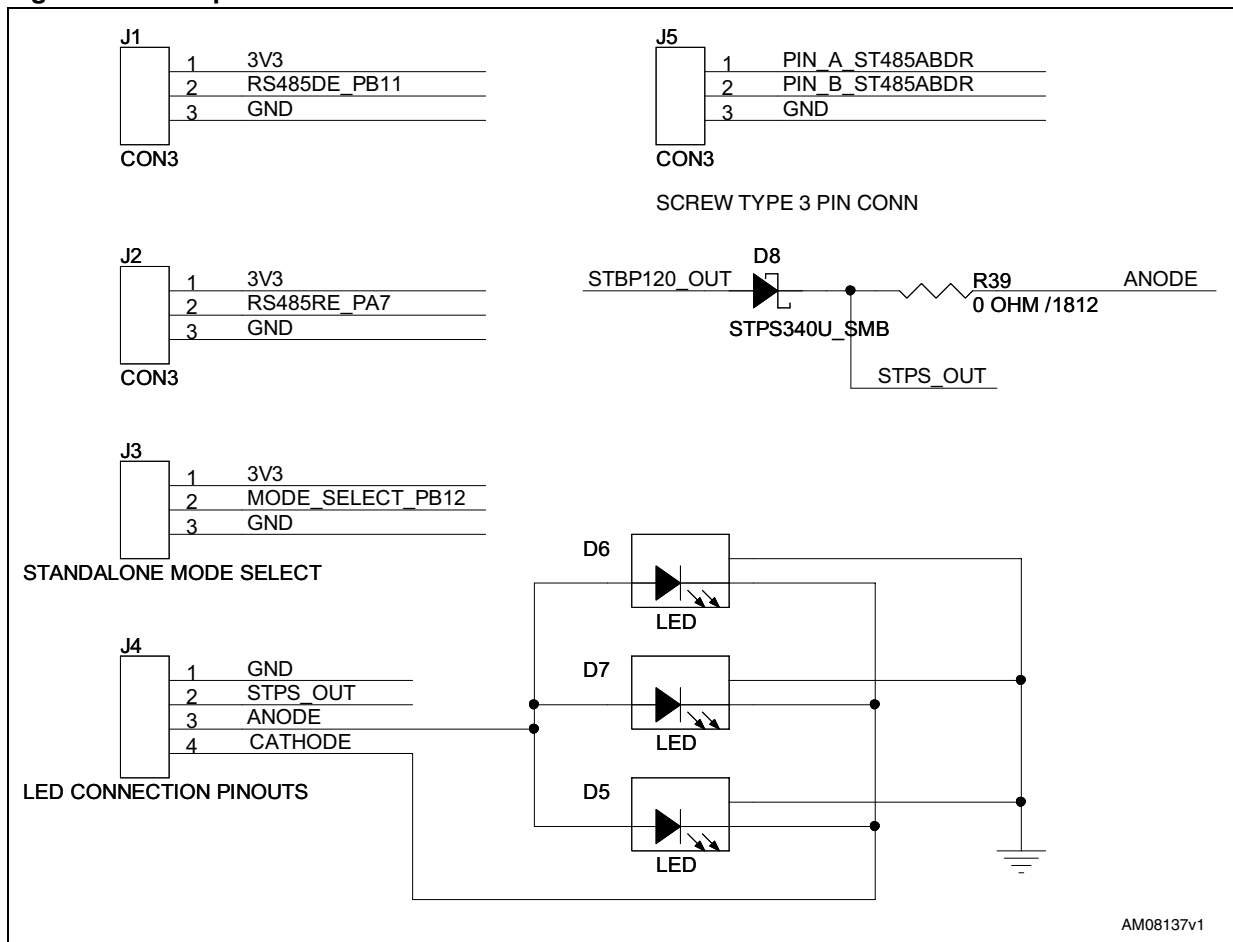 J1
1 3V3
2 RS485DE_PB11
3 GND
CON3
J5
1 PIN_A_ST485ABDR
2 PIN_B_ST485ABDR
3 GND
CON3
SCREW TYPE 3 PIN CONN
J2
1 3V3
2 RS485RE_PA7
3 GND
CON3
STBP120_OUT
D8
STPS340U_SMB
R39
0 OHM /1812
ANODE
STPS_OUT
J3
1 3V3
2 MODE_SELECT_PB12
3 GND
STANDALONE MODE SELECT
J4
1 GND
2 STPS_OUT
3 ANODE
4 CATHODE
LED CONNECTION PINOUTS
D6
LED
D7
LED
D5
LED
AM08137v1